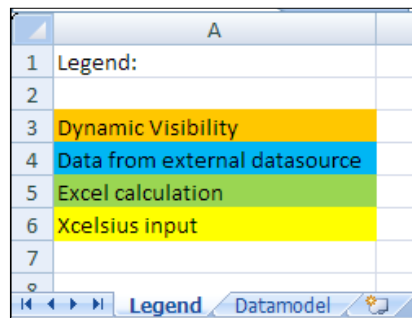 A
1 Legend:
2
3 Dynamic Visibility
4 Data from external datasource
5 Excel calculation
6 Xcelsius input
7
8
Legend Datamodel